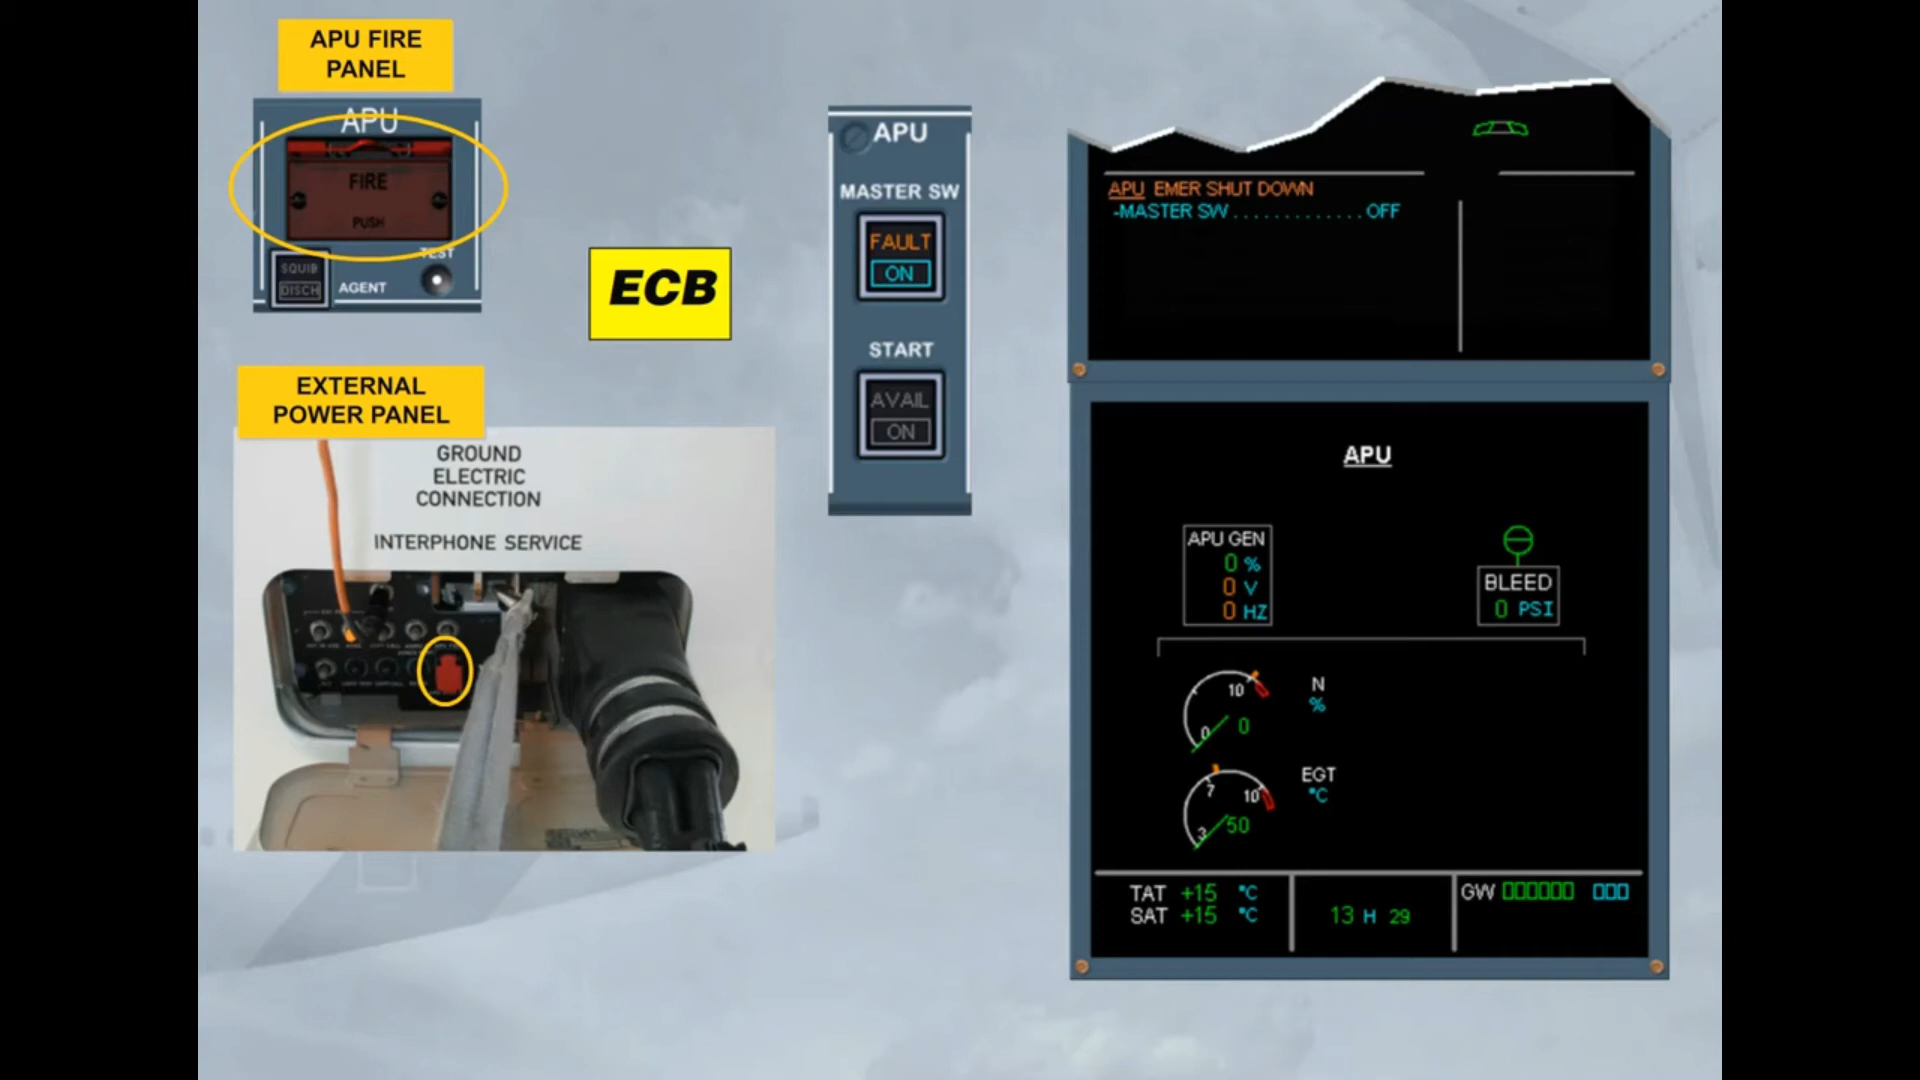 APU FIRE
PANEL
APU
FIRE
PUSH
SQUIB
DISCH
AGENT
TEST
ECB
EXTERNAL
POWER PANEL
GROUND
ELECTRIC
CONNECTION
INTERPHONE SERVICE
APU
MASTER SW
FAULT
ON
START
AVAIL
ON
APU EMER SHUT DOWN
-MASTER SW.............OFF
APU
APU GEN
0 %
0 V
0 HZ
BLEED
0 PSI
10
0
0
N
%
7
10
3
50
EGT
°C
TAT +15 °C
SAT +15 °C
13 H 29
GW